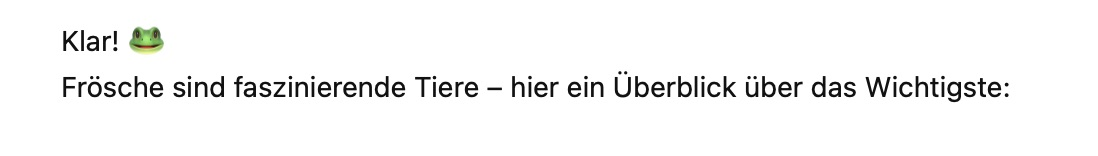 Klar! 🐸
Frösche sind faszinierende Tiere – hier ein Überblick über das Wichtigste: